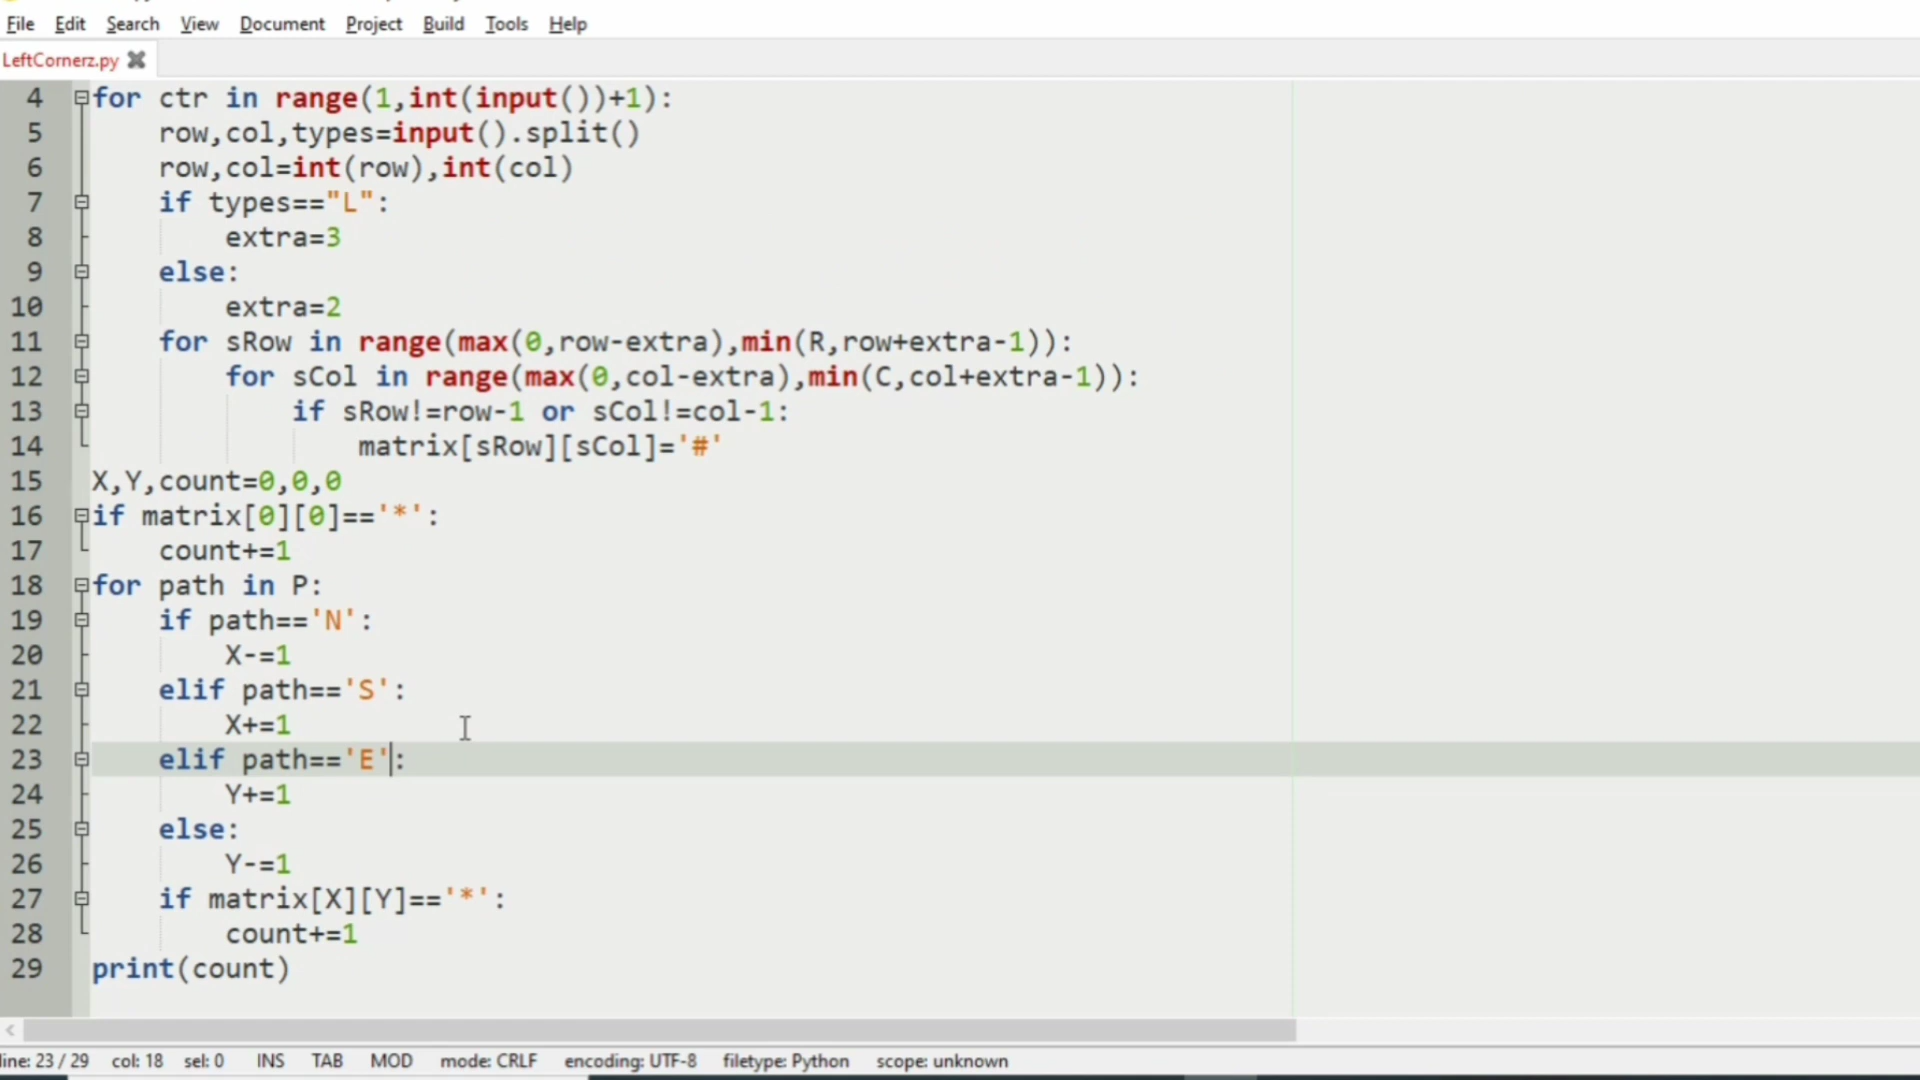 File Edit Search View Document Project Build Tools Help
LeftCornerz.py
4 for ctr in range(1,int(input())+1):
5 row,col,types=input().split()
6 row,col=int(row),int(col)
7 if types=="L":
8 extra=3
9 else:
10 extra=2
11 for sRow in range(max(0,row-extra),min(R,row+extra-1)):
12 for sCol in range(max(0,col-extra),min(C,col+extra-1)):
13 if sRow!=row-1 or sCol!=col-1:
14 matrix[sRow][sCol]='#'
15 X,Y,count=0,0,0
16 if matrix[0][0]=='*':
17 count+=1
18 for path in P:
19 if path=='N':
20 X-=1
21 elif path=='S':
22 X+=1
23 elif path=='E':
24 Y+=1
25 else:
26 Y-=1
27 if matrix[X][Y]=='*':
28 count+=1
29 print(count)
line: 23 / 29 col: 18 sel: 0 INS TAB MOD mode: CRLF encoding: UTF-8 filetype: Python scope: unknown